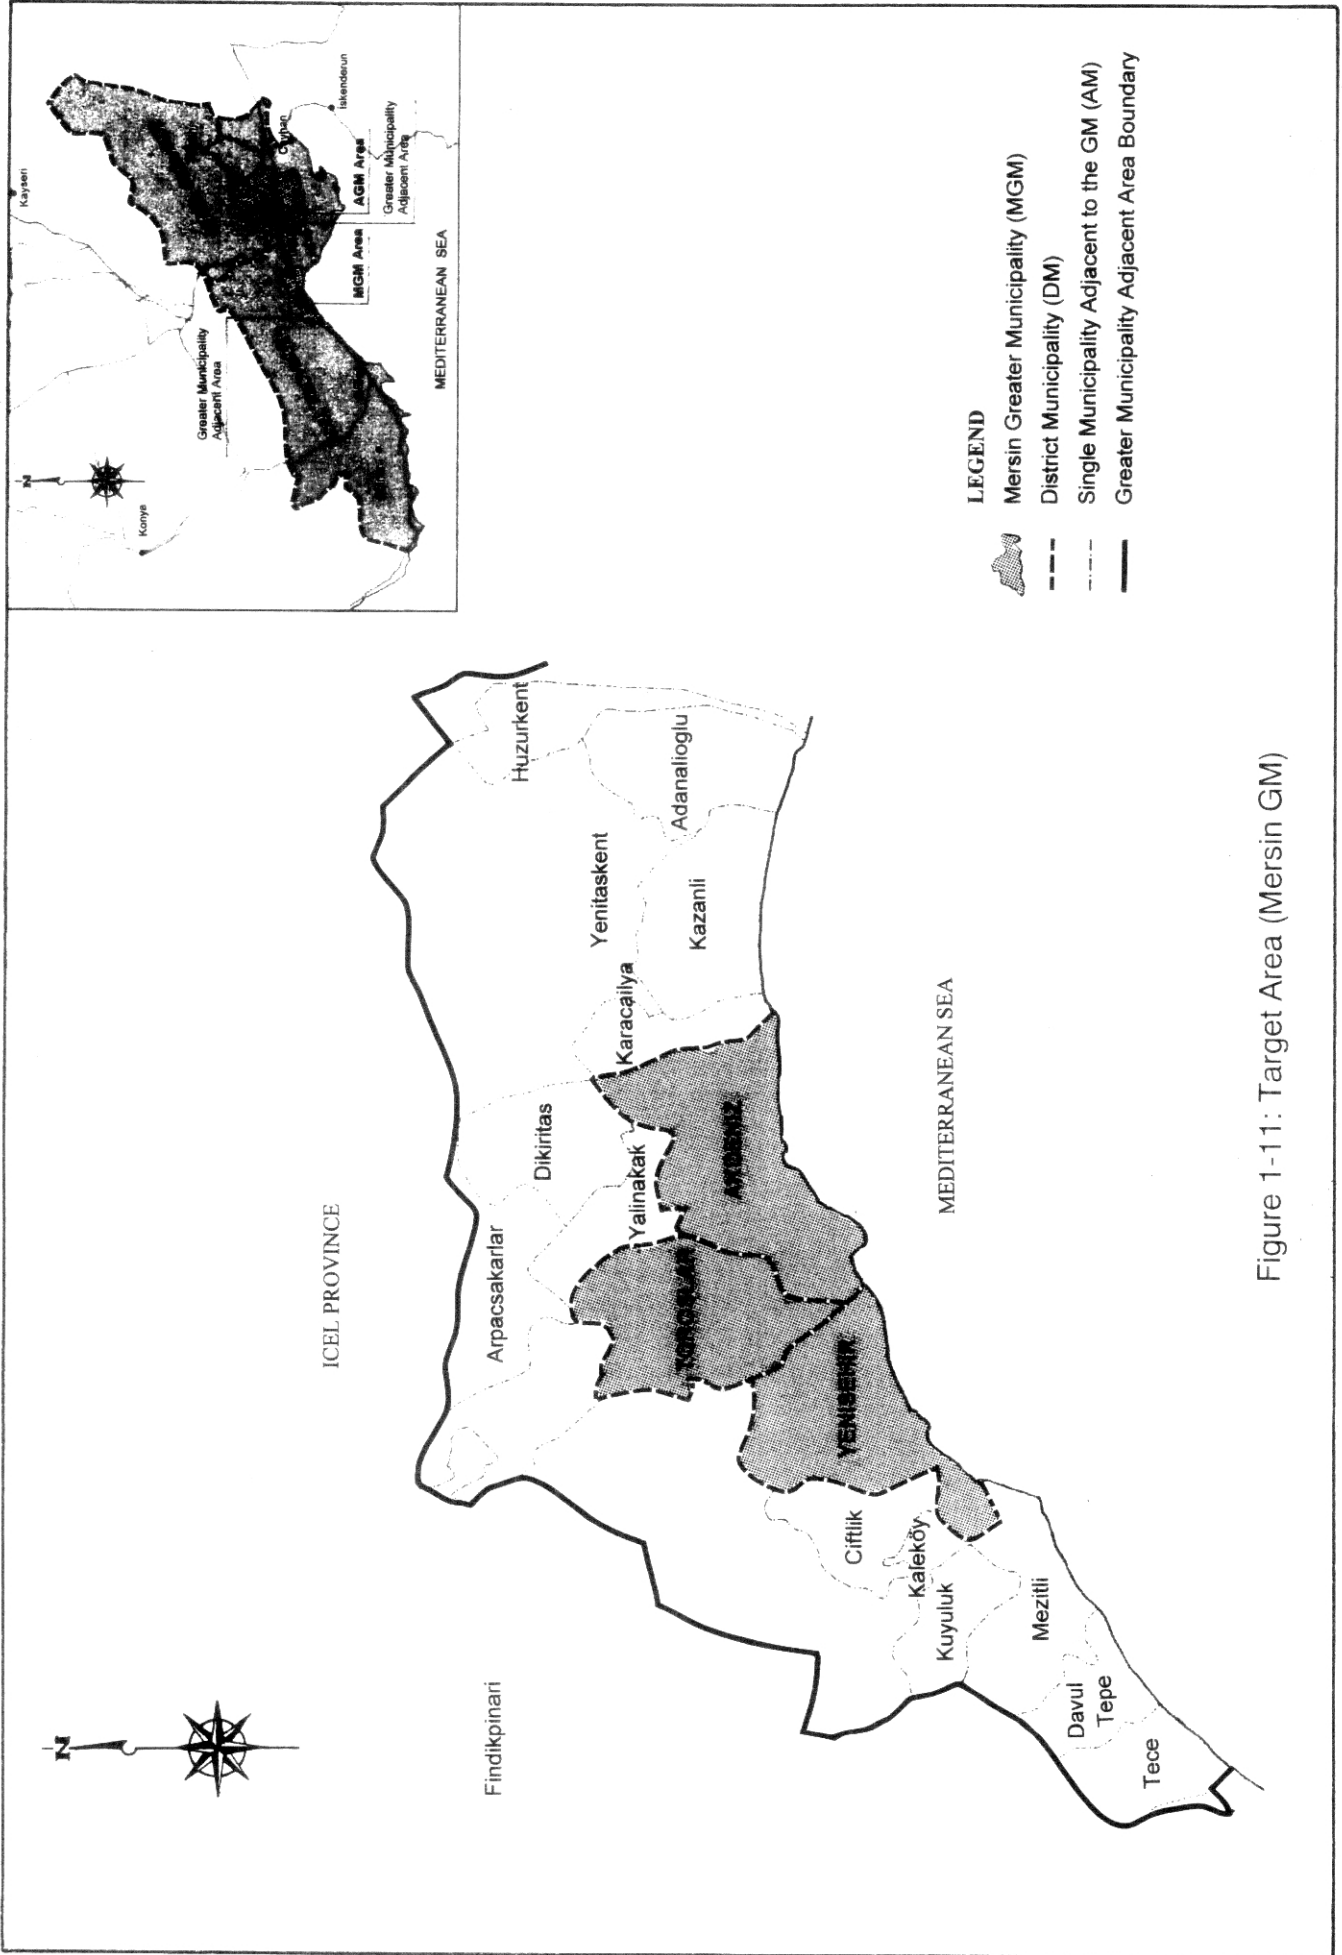 N
Kayseri
Konya
Greater Municipality
Adjacent Area
MGM Area
AGM Area
Greater Municipality
Adjacent Area
Iskenderun
MEDITERRANEAN SEA
N
ICEL PROVINCE
Findikpinari
Arpacsakarlar
Dikiritas
Yalinakak
Karacailya
Yenitaskent
Huzurkent
Adanalioglu
Kazanli
AKDENIZ
TOROSLAR
YENISEHIR
Ciftlik
Kaleköy
Kuyuluk
Mezitli
Davul
Tepe
Tece
MEDITERRANEAN SEA
LEGEND
Mersin Greater Municipality (MGM)
District Municipality (DM)
Single Municipality Adjacent to the GM (AM)
Greater Municipality Adjacent Area Boundary
Figure 1-11: Target Area (Mersin GM)